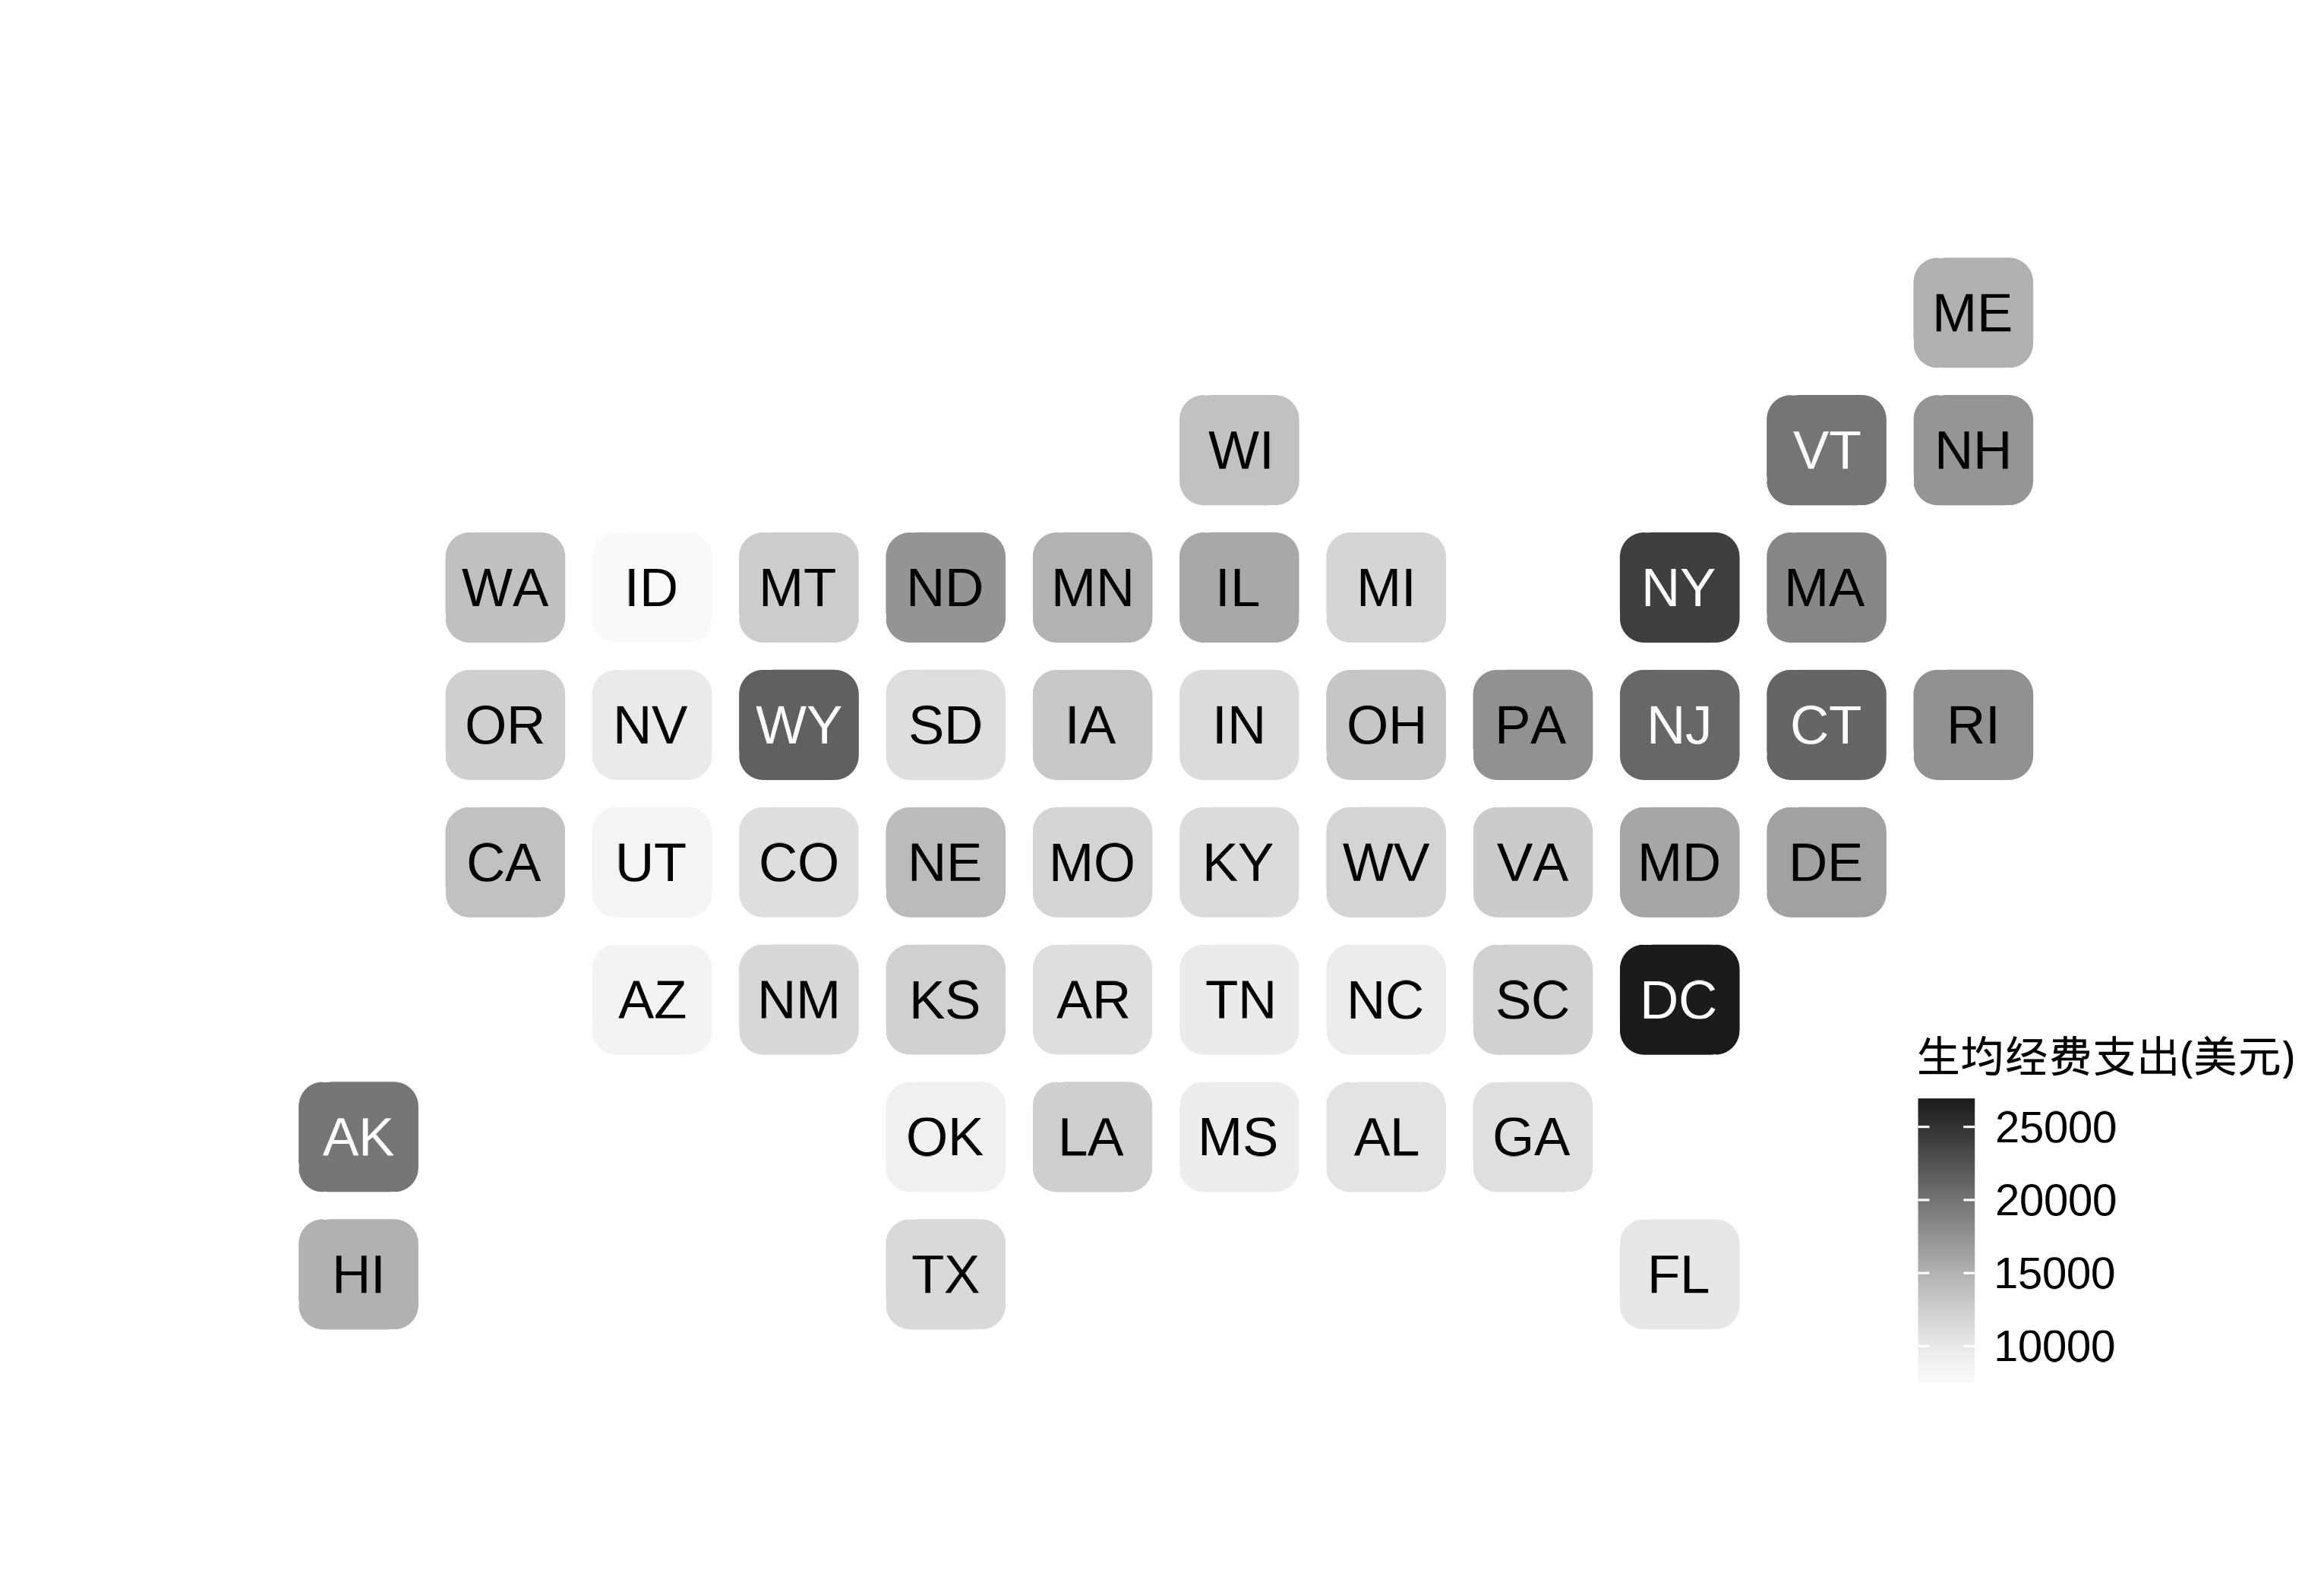 ME
WI VT NH
WA ID MT ND MN IL MI NY MA
OR NV WY SD IA IN OH PA NJ CT RI
CA UT CO NE MO KY WV VA MD DE
AZ NM KS AR TN NC SC DC
AK OK LA MS AL GA
HI TX FL
生均经费支出(美元)
25000
20000
15000
10000